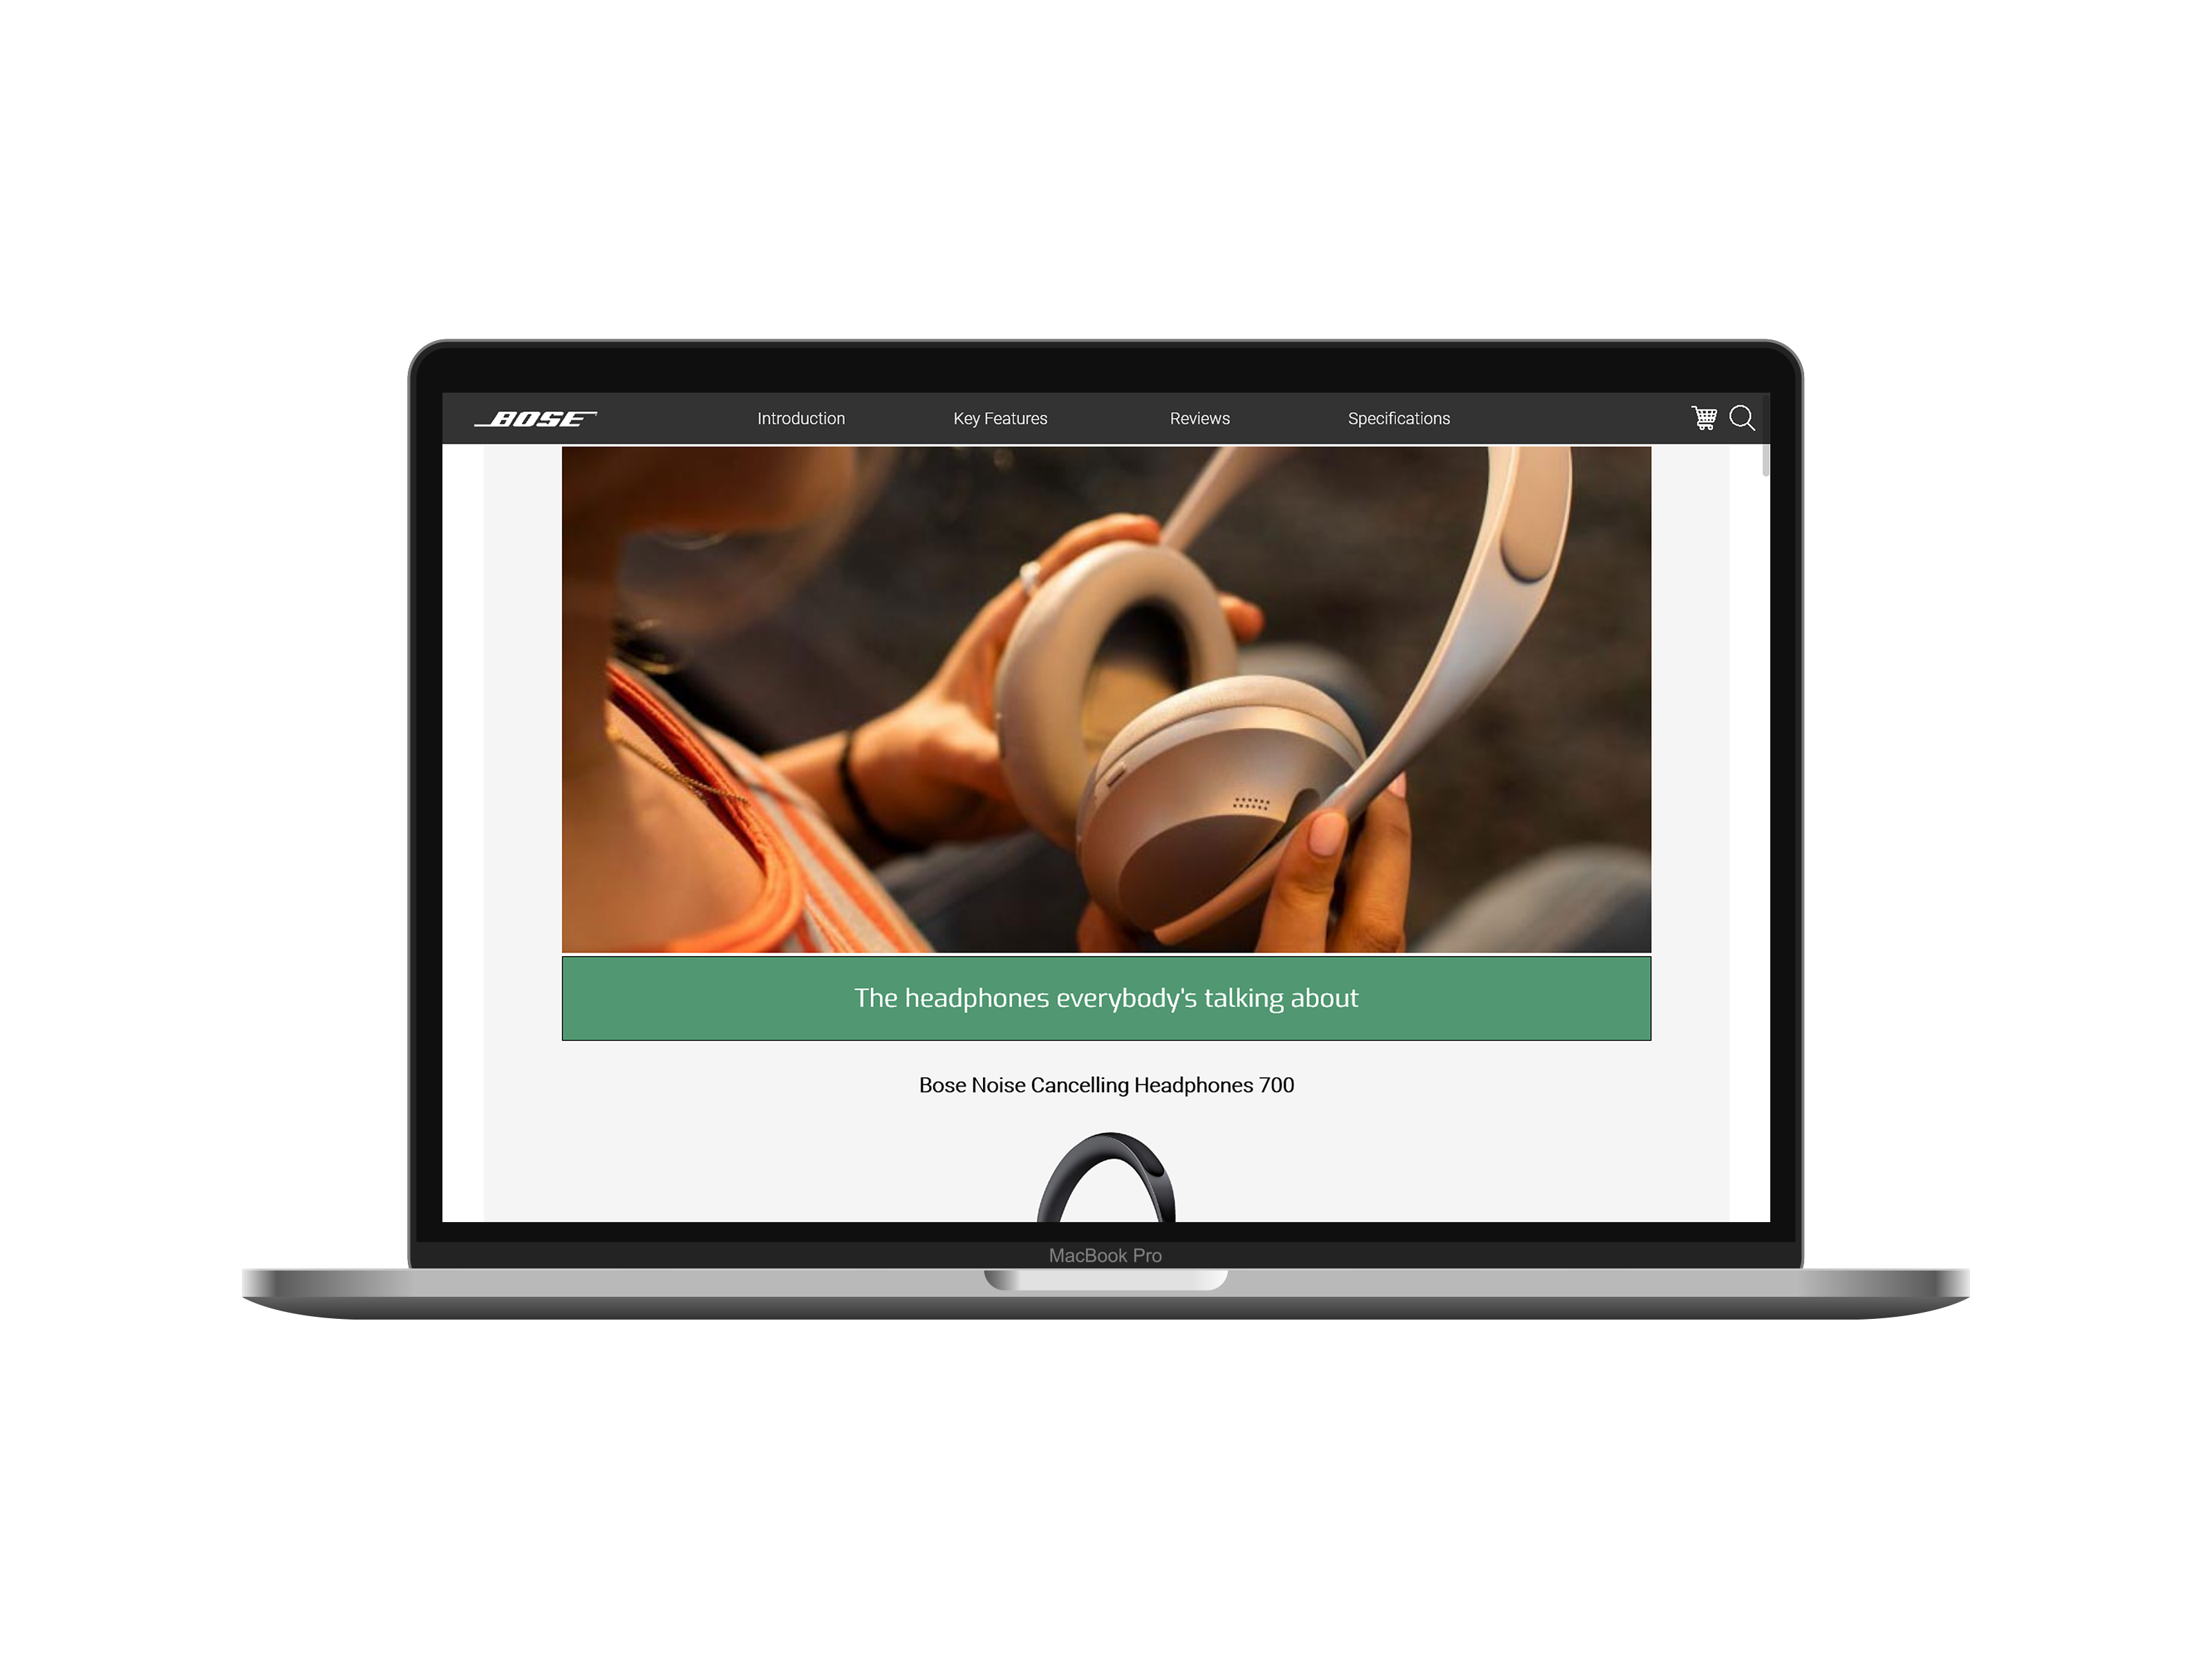 BOSE
Introduction
Key Features
Reviews
Specifications
The headphones everybody's talking about
Bose Noise Cancelling Headphones 700
MacBook Pro